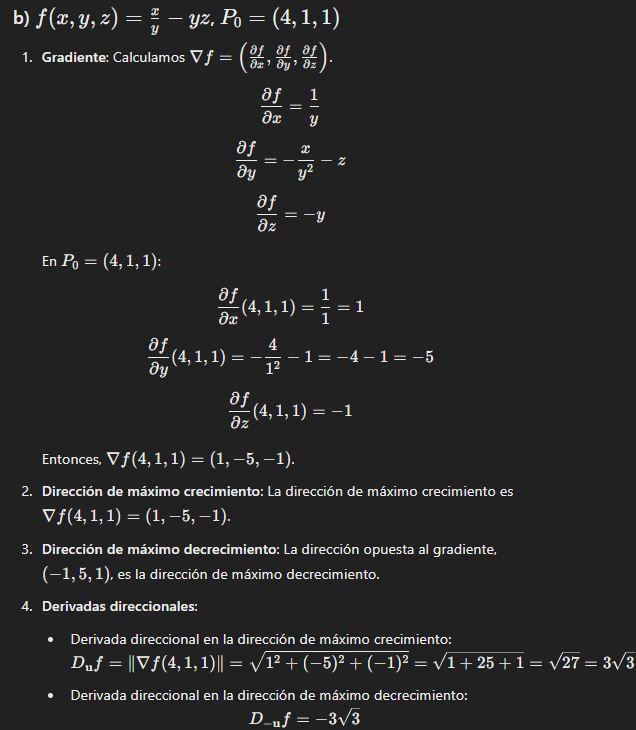 b) f(x, y, z) = x/y − yz, P₀ = (4, 1, 1)
1. Gradiente: Calculamos ∇f = (∂f/∂x, ∂f/∂y, ∂f/∂z).
∂f/∂x = 1/y
∂f/∂y = −x/y² − z
∂f/∂z = −y
En P₀ = (4, 1, 1):
∂f/∂x (4, 1, 1) = 1/1 = 1
∂f/∂y (4, 1, 1) = −4/1² − 1 = −4 − 1 = −5
∂f/∂z (4, 1, 1) = −1
Entonces, ∇f(4, 1, 1) = (1, −5, −1).
2. Dirección de máximo crecimiento: La dirección de máximo crecimiento es
∇f(4, 1, 1) = (1, −5, −1).
3. Dirección de máximo decrecimiento: La dirección opuesta al gradiente,
(−1, 5, 1), es la dirección de máximo decrecimiento.
4. Derivadas direccionales:
• Derivada direccional en la dirección de máximo crecimiento:
D𝐮f = ‖∇f(4, 1, 1)‖ = √(1² + (−5)² + (−1)²) = √(1 + 25 + 1) = √27 = 3√3
• Derivada direccional en la dirección de máximo decrecimiento:
D₋𝐮f = −3√3